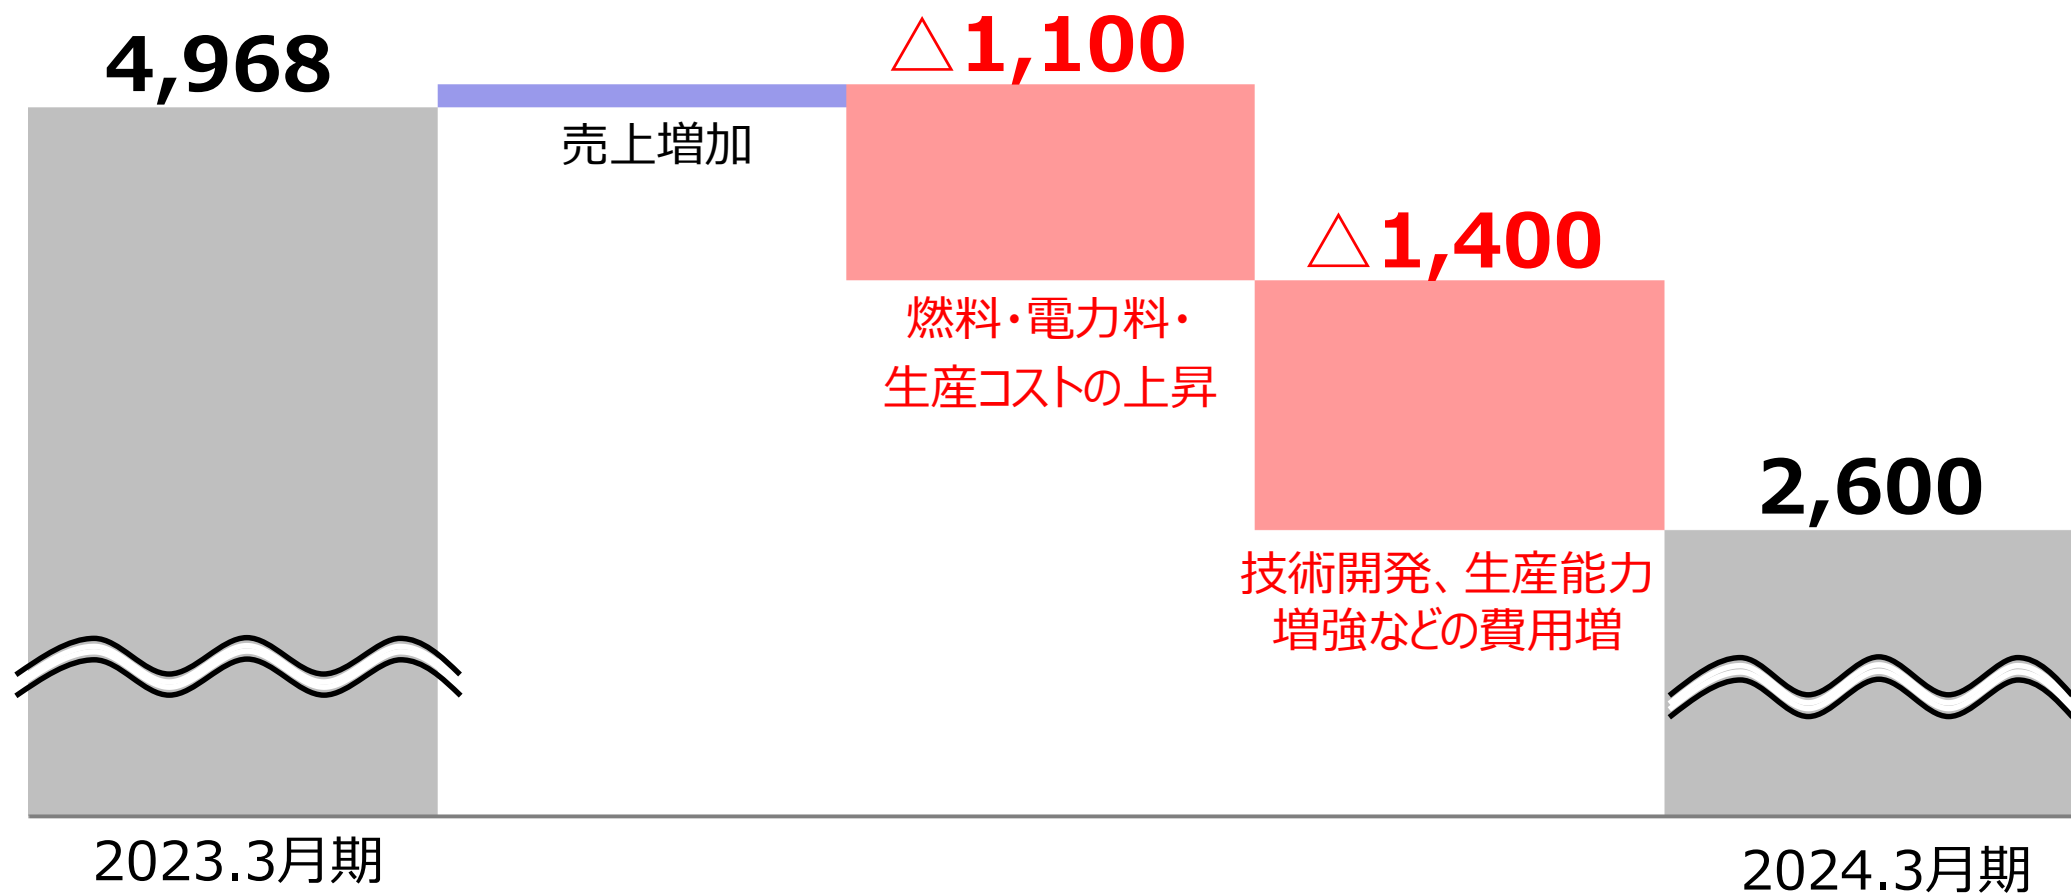 4,968
売上増加
△1,100
燃料・電力料・
生産コストの上昇
△1,400
技術開発、生産能力
増強などの費用増
2,600
2023.3月期
2024.3月期